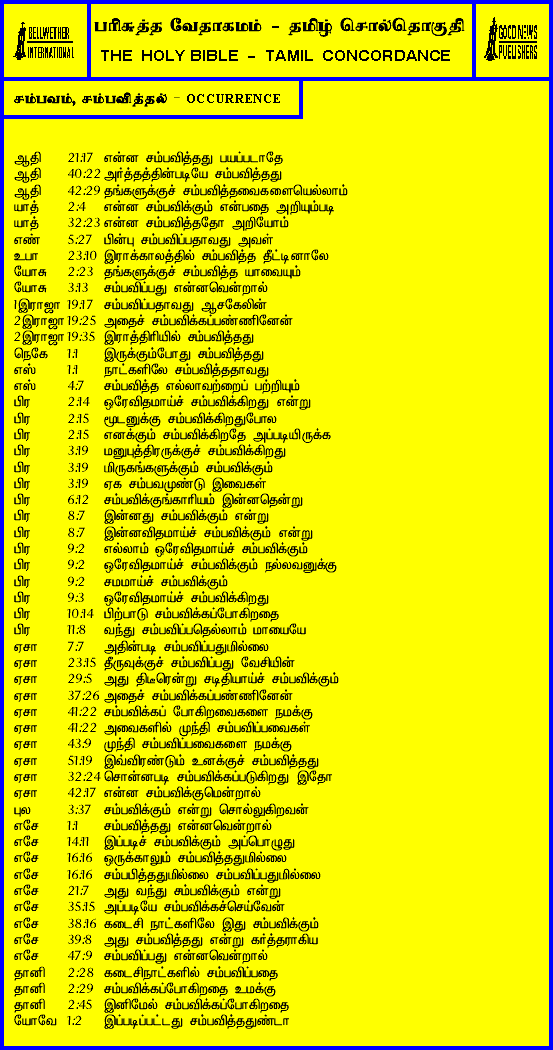 BELLWETHER
INTERNATIONAL
பரிசுத்த வேதாகமம் - தமிழ் சொல்தொகுதி
THE HOLY BIBLE - TAMIL CONCORDANCE
GOOD NEWS
PUBLISHERS
சம்பவம், சம்பவித்தல் - OCCURRENCE
ஆதி 21:17 என்ன சம்பவித்தது பயப்படாதே
ஆதி 40:22 அர்த்தத்தின்படியே சம்பவித்தது
ஆதி 42:29 தங்களுக்குச் சம்பவித்தவைகளையெல்லாம்
யாத் 2:4 என்ன சம்பவிக்கும் என்பதை அறியும்படி
யாத் 32:23 என்ன சம்பவித்ததோ அறியோம்
எண் 5:27 பின்பு சம்பவிப்பதாவது அவள்
உபா 23:10 இராக்காலத்தில் சம்பவித்த தீட்டினாலே
யோசு 2:23 தங்களுக்குச் சம்பவித்த யாவையும்
யோசு 3:13 சம்பவிப்பது என்னவென்றால்
1இராஜா 19:17 சம்பவிப்பதாவது ஆசகேலின்
2இராஜா 19:25 அதைச் சம்பவிக்கப்பண்ணினேன்
2இராஜா 19:35 இராத்திரியில் சம்பவித்தது
நெகே 1:1 இருக்கும்போது சம்பவித்தது
எஸ் 1:1 நாட்களிலே சம்பவித்ததாவது
எஸ் 4:7 சம்பவித்த எல்லாவற்றைப் பற்றியும்
பிர 2:14 ஒரேவிதமாய்ச் சம்பவிக்கிறது என்று
பிர 2:15 மூடனுக்கு சம்பவிக்கிறதுபோல
பிர 2:15 எனக்கும் சம்பவிக்கிறதே அப்படியிருக்க
பிர 3:19 மனுபுத்திரருக்குச் சம்பவிக்கிறது
பிர 3:19 மிருகங்களுக்கும் சம்பவிக்கும்
பிர 3:19 ஏக சம்பவமுண்டு இவைகள்
பிர 6:12 சம்பவிக்குங்காரியம் இன்னதென்று
பிர 8:7 இன்னது சம்பவிக்கும் என்று
பிர 8:7 இன்னவிதமாய்ச் சம்பவிக்கும் என்று
பிர 9:2 எல்லாம் ஒரேவிதமாய்ச் சம்பவிக்கும்
பிர 9:2 ஒரேவிதமாய்ச் சம்பவிக்கும் நல்லவனுக்கு
பிர 9:2 சமமாய்ச் சம்பவிக்கும்
பிர 9:3 ஒரேவிதமாய்ச் சம்பவிக்கிறது
பிர 10:14 பிற்பாடு சம்பவிக்கப்போகிறதை
பிர 11:8 வந்து சம்பவிப்பதெல்லாம் மாயையே
ஏசா 7:7 அதின்படி சம்பவிப்பதுமில்லை
ஏசா 23:15 தீருவுக்குச் சம்பவிப்பது வேசியின்
ஏசா 29:5 அது திடீரென்று சடிதியாய்ச் சம்பவிக்கும்
ஏசா 37:26 அதைச் சம்பவிக்கப்பண்ணினேன்
ஏசா 41:22 சம்பவிக்கப் போகிறவைகளை நமக்கு
ஏசா 41:22 அவைகளில் முந்தி சம்பவிப்பவைகள்
ஏசா 43:9 முந்தி சம்பவிப்பவைகளை நமக்கு
ஏசா 51:19 இவ்விரண்டும் உனக்குச் சம்பவித்தது
ஏசா 32:24 சொன்னபடி சம்பவிக்கப்படுகிறது இதோ
ஏசா 42:17 என்ன சம்பவிக்குமென்றால்
புல 3:37 சம்பவிக்கும் என்று சொல்லுகிறவன்
எசே 1:1 சம்பவித்தது என்னவென்றால்
எசே 14:11 இப்படிச் சம்பவிக்கும் அப்பொழுது
எசே 16:16 ஒருக்காலும் சம்பவித்ததுமில்லை
எசே 16:16 சம்பபித்ததுமில்லை சம்பவிப்பதுமில்லை
எசே 21:7 அது வந்து சம்பவிக்கும் என்று
எசே 35:15 அப்படியே சம்பவிக்கச்செய்வேன்
எசே 38:16 கடைசி நாட்களிலே இது சம்பவிக்கும்
எசே 39:8 அது சம்பவித்தது என்று கர்த்தராகிய
எசே 47:9 சம்பவிப்பது என்னவென்றால்
தானி 2:28 கடைசிநாட்களில் சம்பவிப்பதை
தானி 2:29 சம்பவிக்கப்போகிறதை உமக்கு
தானி 2:45 இனிமேல் சம்பவிக்கப்போகிறதை
யோவே 1:2 இப்படிப்பட்டது சம்பவித்ததுண்டா